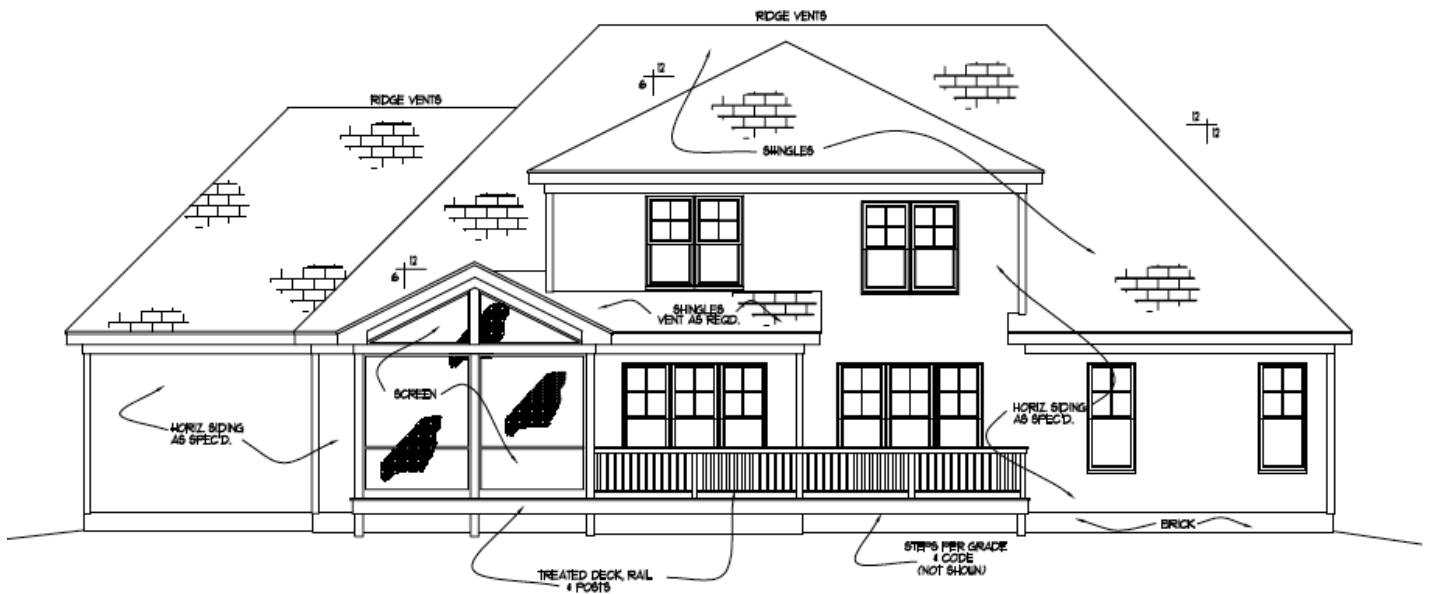 RIDGE VENTS
12
6
RIDGE VENTS
12
12
SHINGLES
12
6
SHINGLES
VENT AS REQD.
SCREEN
HORIZ. SIDING
AS SPEC'D.
HORIZ. SIDING
AS SPEC'D.
BRICK
STEPS PER GRADE
& CODE
(NOT SHOWN)
TREATED DECK, RAIL
& POSTS